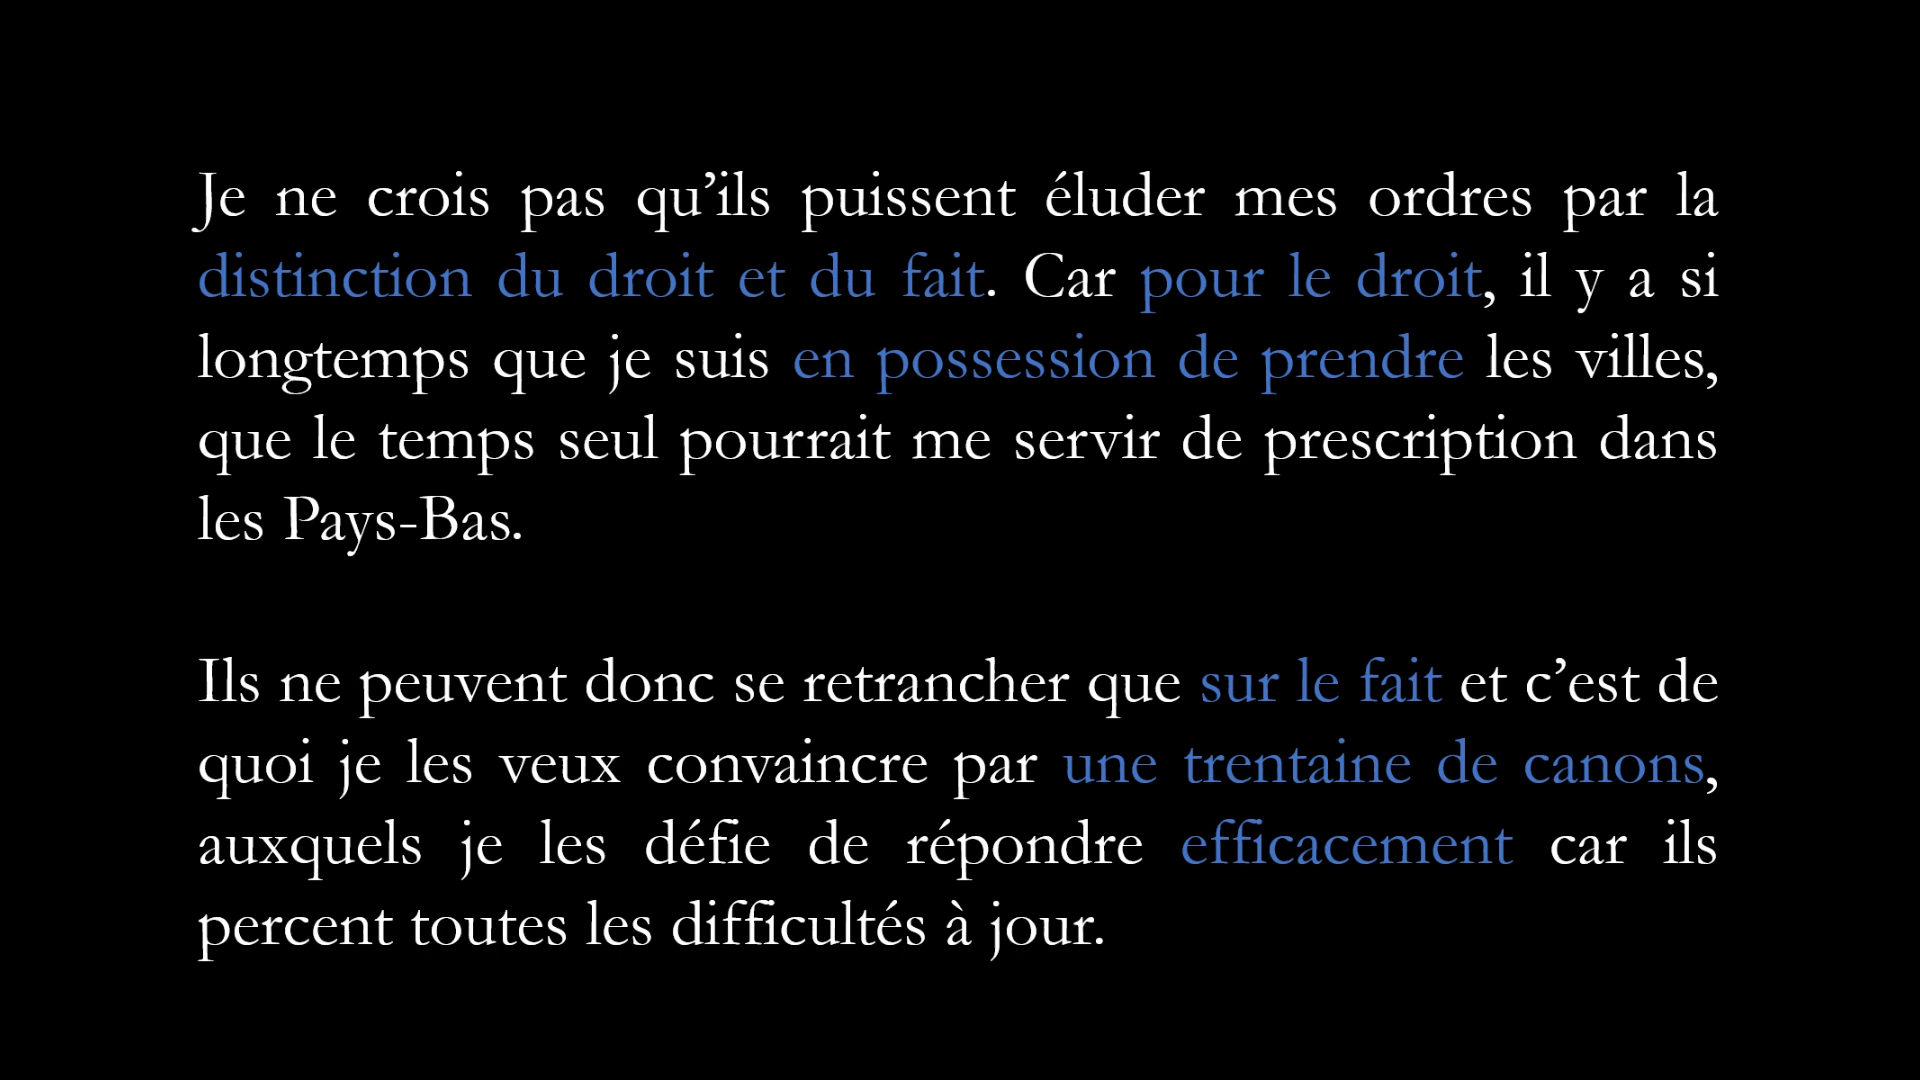 Je ne crois pas qu’ils puissent éluder mes ordres par la
distinction du droit et du fait. Car pour le droit, il y a si
longtemps que je suis en possession de prendre les villes,
que le temps seul pourrait me servir de prescription dans
les Pays-Bas.
Ils ne peuvent donc se retrancher que sur le fait et c’est de
quoi je les veux convaincre par une trentaine de canons,
auxquels je les défie de répondre efficacement car ils
percent toutes les difficultés à jour.